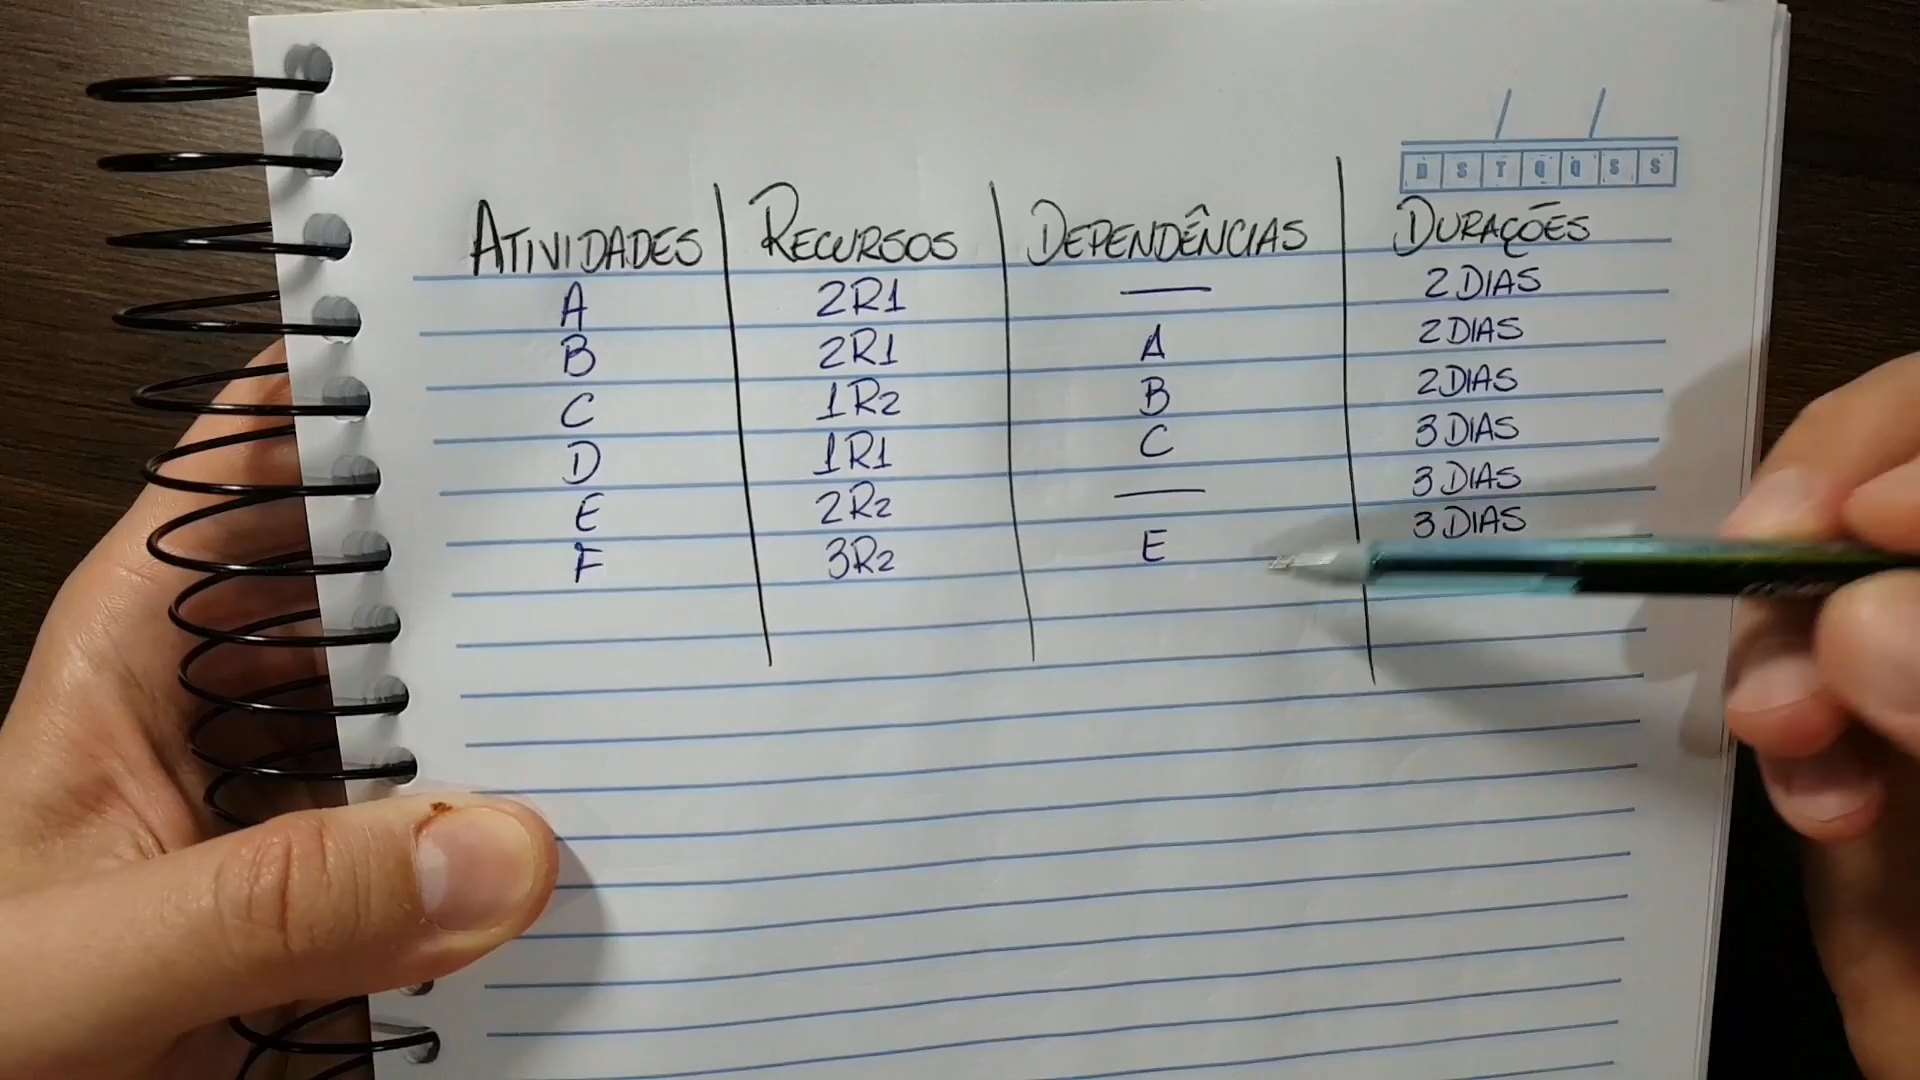 D S T Q Q S S
ATIVIDADES RECURSOS DEPENDÊNCIAS DURAÇÕES
A 2R1 — 2 DIAS
B 2R1 A 2 DIAS
C 1R2 B 2 DIAS
D 1R1 C 3 DIAS
E 2R2 — 3 DIAS
F 3R2 E 3 DIAS